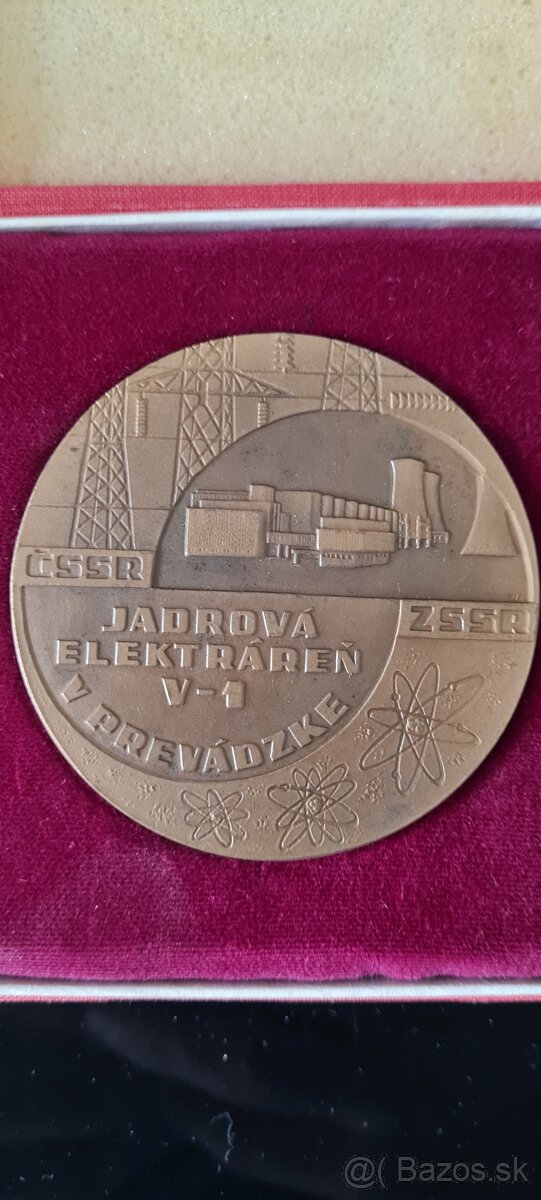 ČSSR
ZSSR
JADROVÁ
ELEKTRÁREŇ
V-1
V PREVÁDZKE
@( Bazos.sk